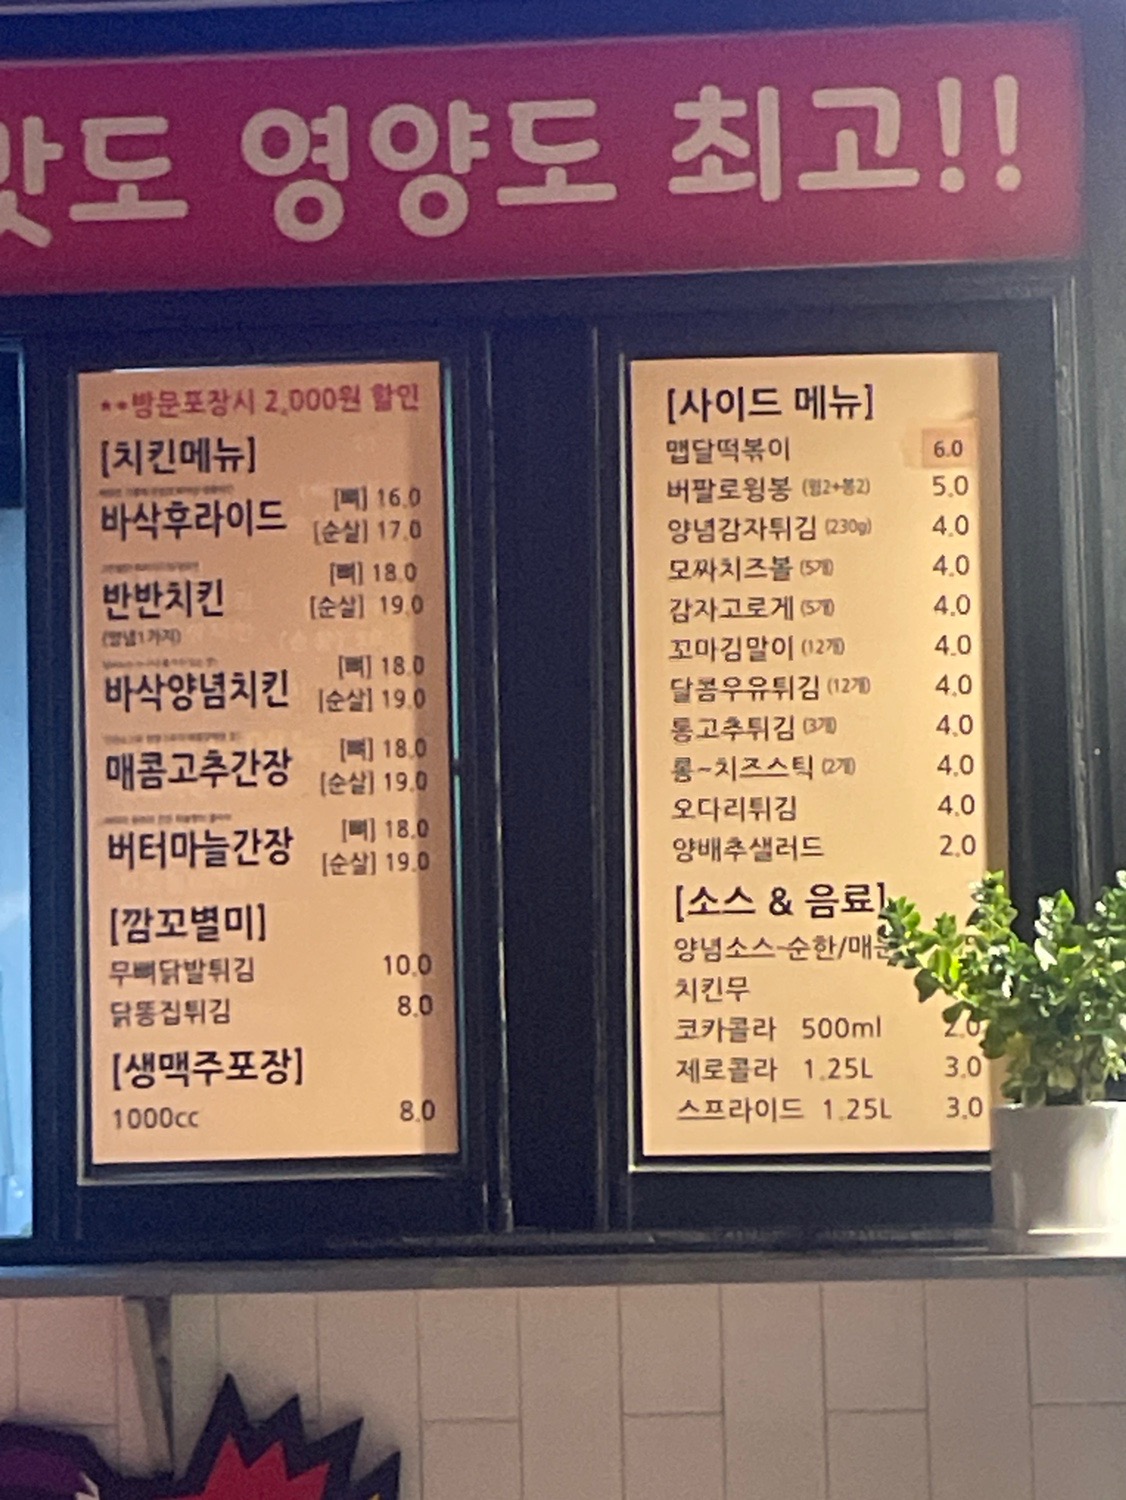 맛도 영양도 최고!!
**방문포장시 2,000원 할인
[치킨메뉴]
바삭후라이드 [뼈] 16.0
[순살] 17.0
반반치킨 [뼈] 18.0
[순살] 19.0
(양념1가지)
바삭양념치킨 [뼈] 18.0
[순살] 19.0
매콤고추간장 [뼈] 18.0
[순살] 19.0
버터마늘간장 [뼈] 18.0
[순살] 19.0
[깜꼬별미]
무뼈닭발튀김 10.0
닭똥집튀김 8.0
[생맥주포장]
1000cc 8.0
[사이드 메뉴]
맵달떡볶이 6.0
버팔로윙봉 (윙2+봉2) 5.0
양념감자튀김 (230g) 4.0
모짜치즈볼 (5개) 4.0
감자고로게 (5개) 4.0
꼬마김말이 (12개) 4.0
달콤우유튀김 (12개) 4.0
통고추튀김 (3개) 4.0
롱~치즈스틱 (2개) 4.0
오다리튀김 4.0
양배추샐러드 2.0
[소스 & 음료]
양념소스-순한/매운
치킨무
코카콜라 500ml 2.0
제로콜라 1.25L 3.0
스프라이드 1.25L 3.0